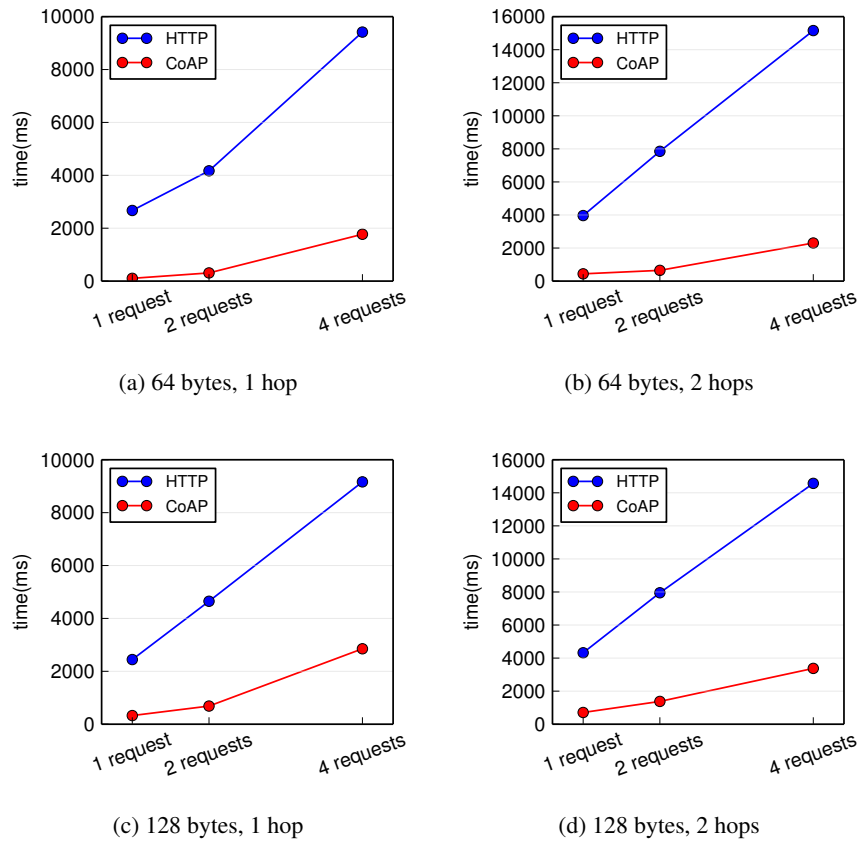 10000
8000
6000
4000
2000
0
time(ms)
HTTP
CoAP
1 request
2 requests
4 requests
(a) 64 bytes, 1 hop
16000
14000
12000
10000
8000
6000
4000
2000
0
time(ms)
HTTP
CoAP
1 request
2 requests
4 requests
(b) 64 bytes, 2 hops
10000
8000
6000
4000
2000
0
time(ms)
HTTP
CoAP
1 request
2 requests
4 requests
(c) 128 bytes, 1 hop
16000
14000
12000
10000
8000
6000
4000
2000
0
time(ms)
HTTP
CoAP
1 request
2 requests
4 requests
(d) 128 bytes, 2 hops